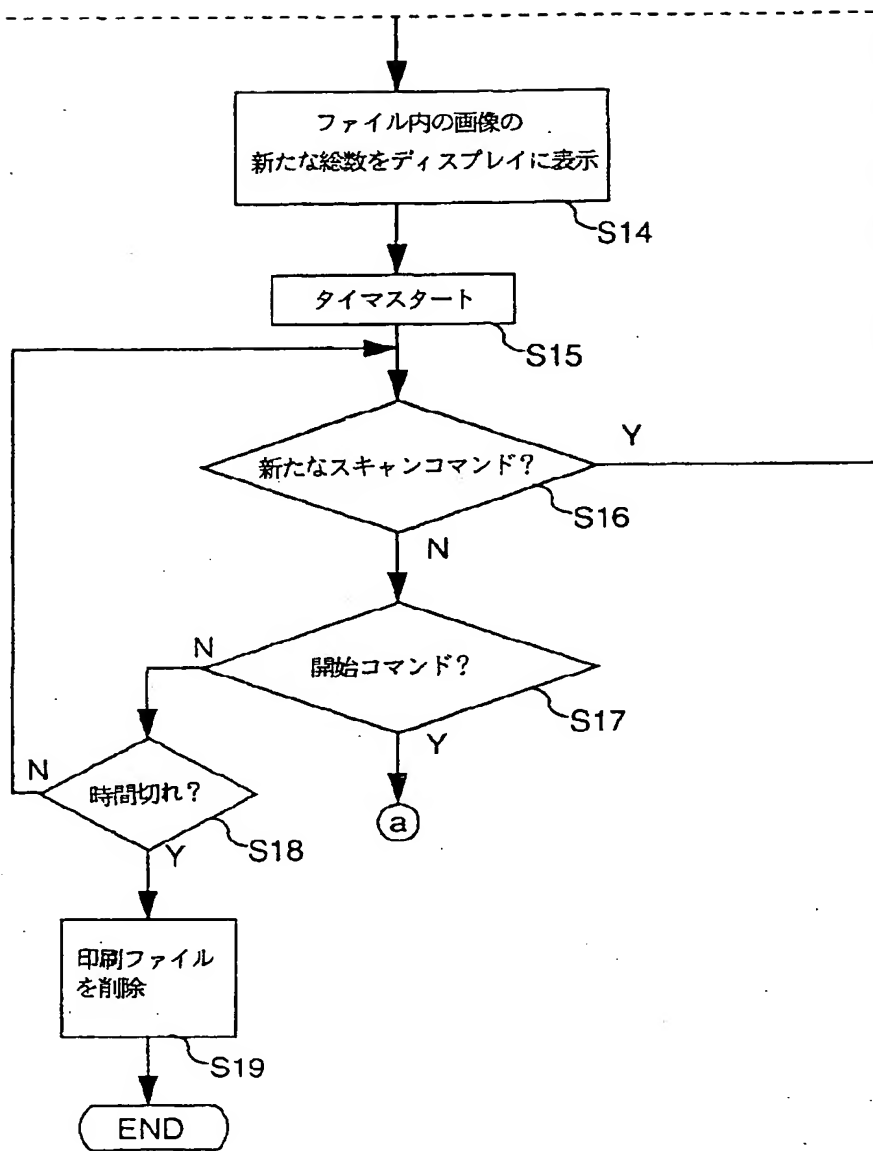 ファイル内の画像の
新たな総数をディスプレイに表示
S14
タイマスタート
S15
新たなスキャンコマンド?
Y
S16
N
開始コマンド?
N
S17
Y
a
時間切れ?
N
S18
Y
印刷ファイル
を削除
S19
END